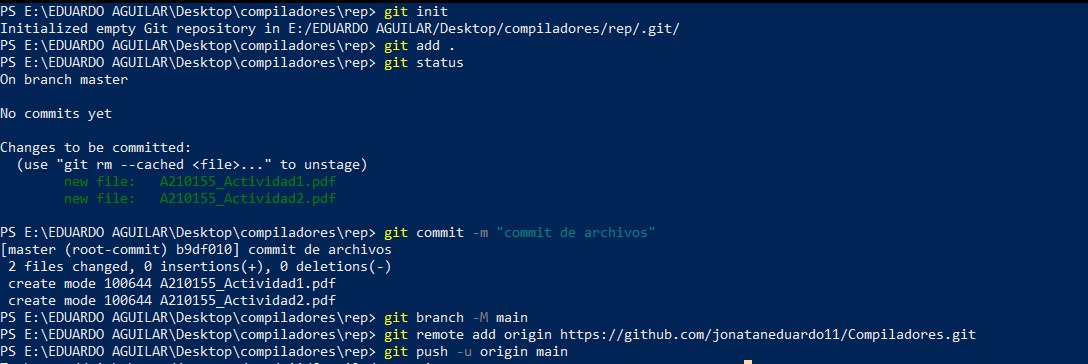 PS E:\EDUARDO AGUILAR\Desktop\compiladores\rep> git init
Initialized empty Git repository in E:/EDUARDO AGUILAR/Desktop/compiladores/rep/.git/
PS E:\EDUARDO AGUILAR\Desktop\compiladores\rep> git add .
PS E:\EDUARDO AGUILAR\Desktop\compiladores\rep> git status
On branch master
No commits yet
Changes to be committed:
(use "git rm --cached <file>..." to unstage)
new file:   A210155_Actividad1.pdf
new file:   A210155_Actividad2.pdf
PS E:\EDUARDO AGUILAR\Desktop\compiladores\rep> git commit -m "commit de archivos"
[master (root-commit) b9df010] commit de archivos
2 files changed, 0 insertions(+), 0 deletions(-)
create mode 100644 A210155_Actividad1.pdf
create mode 100644 A210155_Actividad2.pdf
PS E:\EDUARDO AGUILAR\Desktop\compiladores\rep> git branch -M main
PS E:\EDUARDO AGUILAR\Desktop\compiladores\rep> git remote add origin https://github.com/jonataneduardo11/Compiladores.git
PS E:\EDUARDO AGUILAR\Desktop\compiladores\rep> git push -u origin main